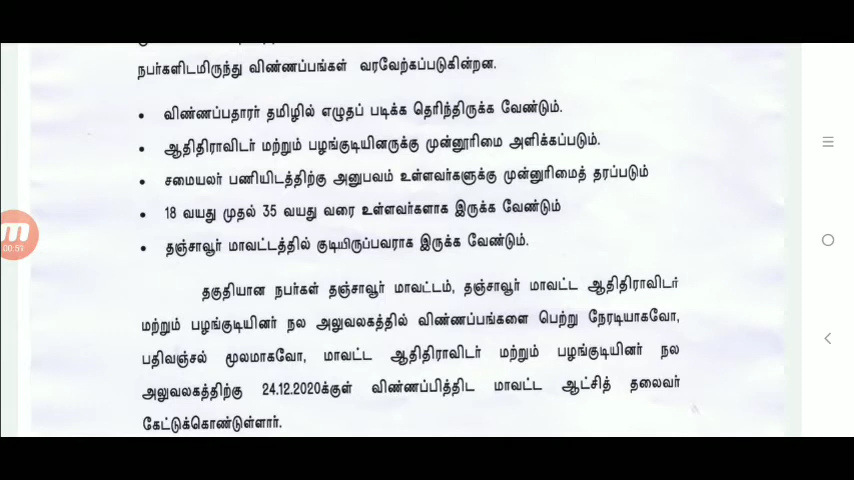 நபர்களிடமிருந்து விண்ணப்பங்கள் வரவேற்கப்படுகின்றன.
• விண்ணப்பதாரர் தமிழில் எழுதப் படிக்க தெரிந்திருக்க வேண்டும்.
• ஆதிதிராவிடர் மற்றும் பழங்குடியினருக்கு முன்னூரிமை அளிக்கப்படும்.
• சமையலர் பணியிடத்திற்கு அனுபவம் உள்ளவர்களுக்கு முன்னுரிமைத் தரப்படும்
• 18 வயது முதல் 35 வயது வரை உள்ளவர்களாக இருக்க வேண்டும்
• தஞ்சாவூர் மாவட்டத்தில் குடியிருப்பவராக இருக்க வேண்டும்.
தகுதியான நபர்கள் தஞ்சாவூர் மாவட்டம், தஞ்சாவூர் மாவட்ட ஆதிதிராவிடர்
மற்றும் பழங்குடியினர் நல அலுவலகத்தில் விண்ணப்பங்களை பெற்று நேரடியாகவோ,
பதிவஞ்சல் மூலமாகவோ, மாவட்ட ஆதிதிராவிடர் மற்றும் பழங்குடியினர் நல
அலுவலகத்திற்கு 24.12.2020க்குள் விண்ணப்பித்திட மாவட்ட ஆட்சித் தலைவர்
கேட்டுக்கொண்டுள்ளார்.
00:59